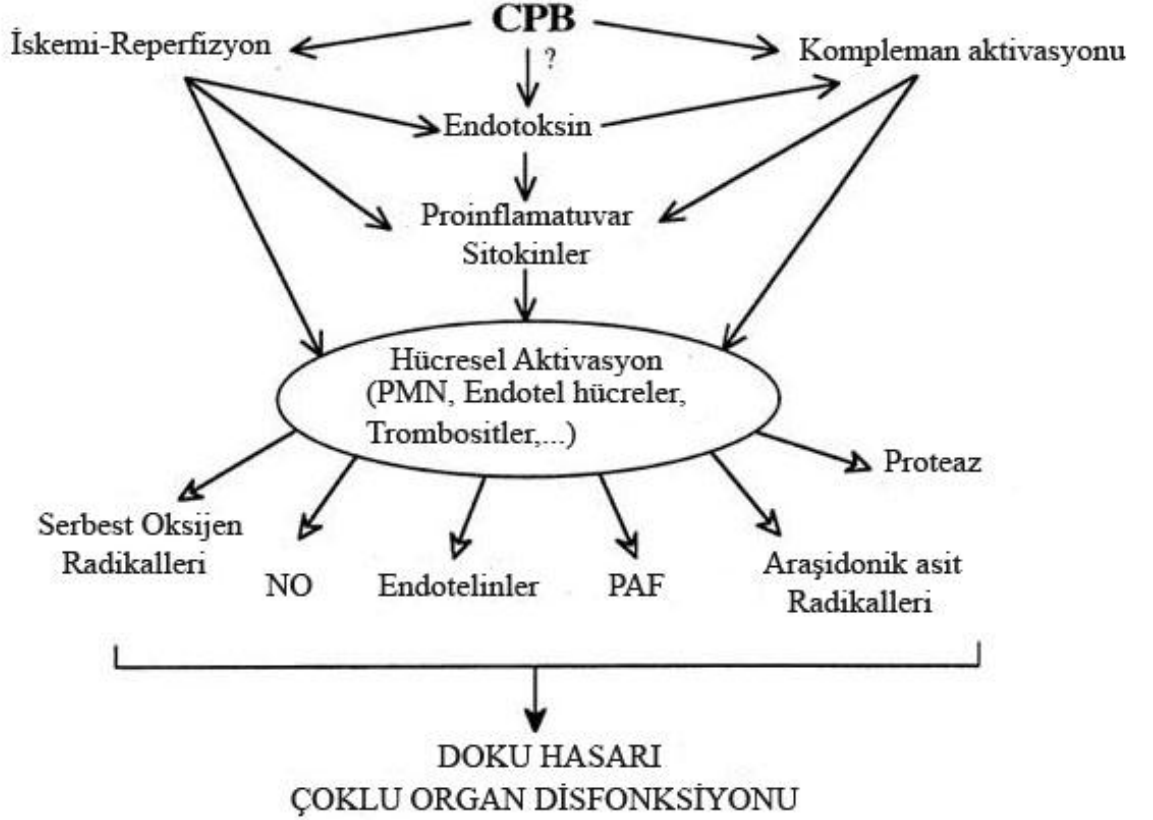 CPB
İskemi-Reperfizyon
?
Kompleman aktivasyonu
Endotoksin
Proinflamatuvar
Sitokinler
Hücresel Aktivasyon
(PMN, Endotel hücreler,
Trombositler,...)
Proteaz
Serbest Oksijen
Radikalleri
NO
Endotelinler
PAF
Araşidonik asit
Radikalleri
DOKU HASARI
ÇOKLU ORGAN DİSFONKSİYONU